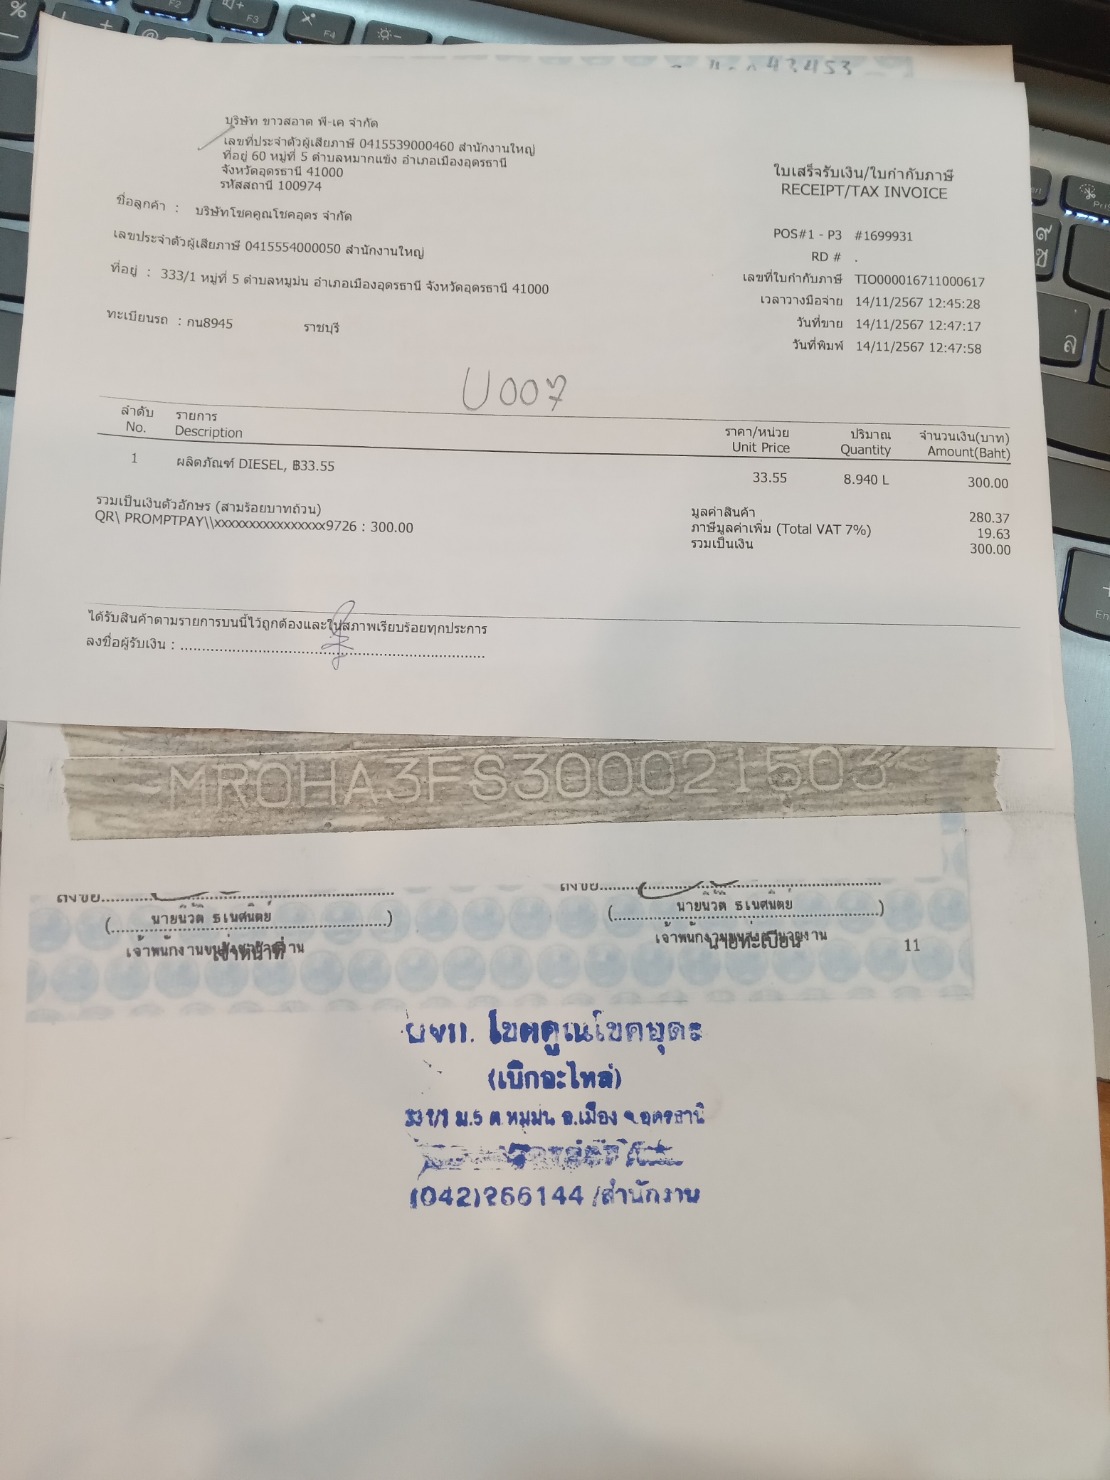 43453
บริษัท ขาวสอาด พี-เค จำกัด
เลขที่ประจำตัวผู้เสียภาษี 0415539000460 สำนักงานใหญ่
ที่อยู่ 60 หมู่ที่ 5 ตำบลหมากแข้ง อำเภอเมืองอุดรธานี
จังหวัดอุดรธานี 41000
รหัสสถานี 100974
ใบเสร็จรับเงิน/ใบกำกับภาษี
RECEIPT/TAX INVOICE
ชื่อลูกค้า : บริษัทโชคคูณโชคอุดร จำกัด
เลขประจำตัวผู้เสียภาษี 0415554000050 สำนักงานใหญ่
ที่อยู่ : 333/1 หมู่ที่ 5 ตำบลหมูม่น อำเภอเมืองอุดรธานี จังหวัดอุดรธานี 41000
ทะเบียนรถ : กน8945 ราชบุรี
POS#1 - P3 #1699931
RD # .
เลขที่ใบกำกับภาษี TIO000016711000617
เวลาวางมือจ่าย 14/11/2567 12:45:28
วันที่ขาย 14/11/2567 12:47:17
วันที่พิมพ์ 14/11/2567 12:47:58
U007
ลำดับ รายการ ราคา/หน่วย ปริมาณ จำนวนเงิน(บาท)
No. Description Unit Price Quantity Amount(Baht)
1 ผลิตภัณฑ์ DIESEL, ฿33.55 33.55 8.940 L 300.00
รวมเป็นเงินตัวอักษร (สามร้อยบาทถ้วน)
QR\ PROMPTPAY\\xxxxxxxxxxxxxxxx9726 : 300.00
มูลค่าสินค้า 280.37
ภาษีมูลค่าเพิ่ม (Total VAT 7%) 19.63
รวมเป็นเงิน 300.00
ได้รับสินค้าตามรายการบนนี้ไว้ถูกต้องและในสภาพเรียบร้อยทุกประการ
ลงชื่อผู้รับเงิน : ........................................................................
MR0HA3FS300021503
ลงชื่อ.......................................... ลงชื่อ..........................................
(นายนิวัติ ธเนศนิตย์) (นายนิวัติ ธเนศนิตย์)
เจ้าหน้าที่ นายทะเบียน 11
ผจก. โชคคูณโชคอุดร
(เบิกอะไหล่)
333/1 ม.5 ต.หมูม่น อ.เมือง จ.อุดรธานี
(042)266144 /สำนักงาน